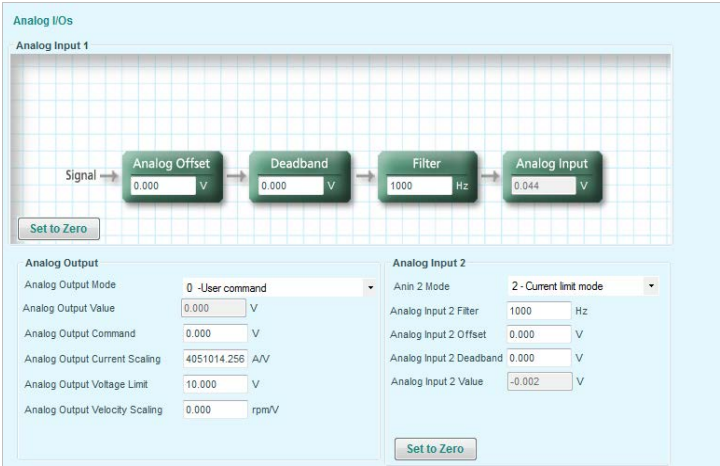 Analog I/Os
Analog Input 1
Signal
Analog Offset
0.000 V
Deadband
0.000 V
Filter
1000 Hz
Analog Input
0.044 V
Set to Zero
Analog Output
Analog Output Mode 0 -User command
Analog Output Value 0.000 V
Analog Output Command 0.000 V
Analog Output Current Scaling 4051014.256 A/V
Analog Output Voltage Limit 10.000 V
Analog Output Velocity Scaling 0.000 rpm/V
Analog Input 2
Anin 2 Mode 2 - Current limit mode
Analog Input 2 Filter 1000 Hz
Analog Input 2 Offset 0.000 V
Analog Input 2 Deadband 0.000 V
Analog Input 2 Value -0.002 V
Set to Zero